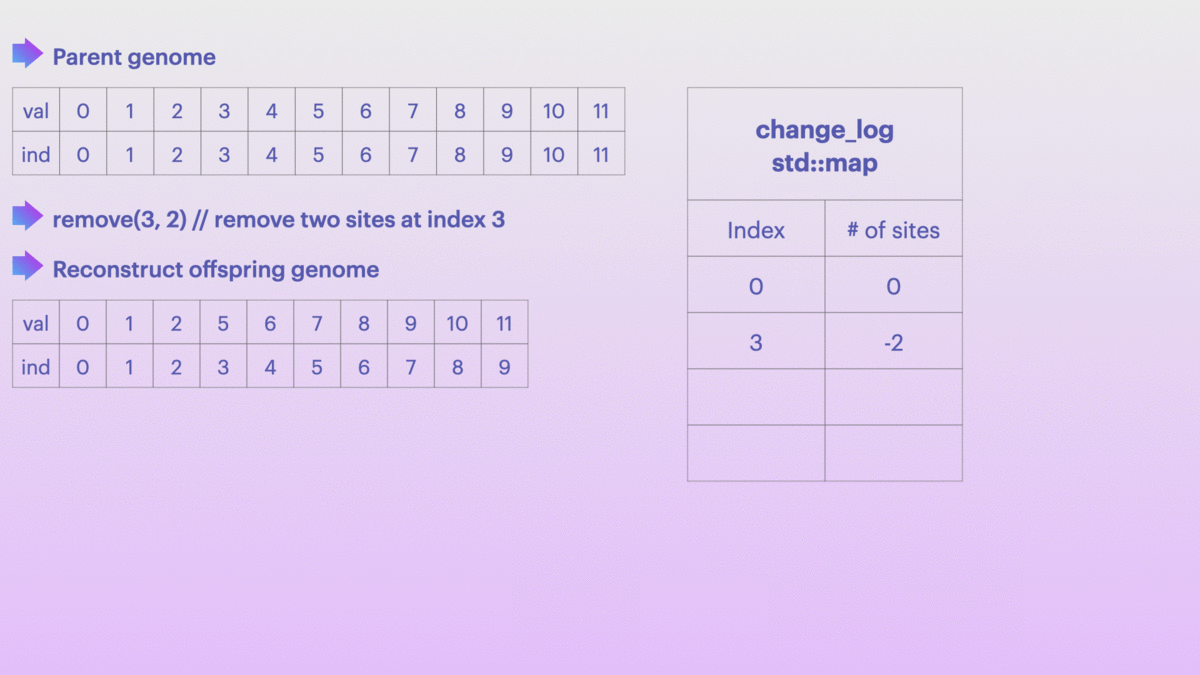 Parent genome
val 0 1 2 3 4 5 6 7 8 9 10 11
ind 0 1 2 3 4 5 6 7 8 9 10 11
remove(3, 2) // remove two sites at index 3
Reconstruct offspring genome
val 0 1 2 5 6 7 8 9 10 11
ind 0 1 2 3 4 5 6 7 8 9
change_log
std::map
Index # of sites
0 0
3 -2